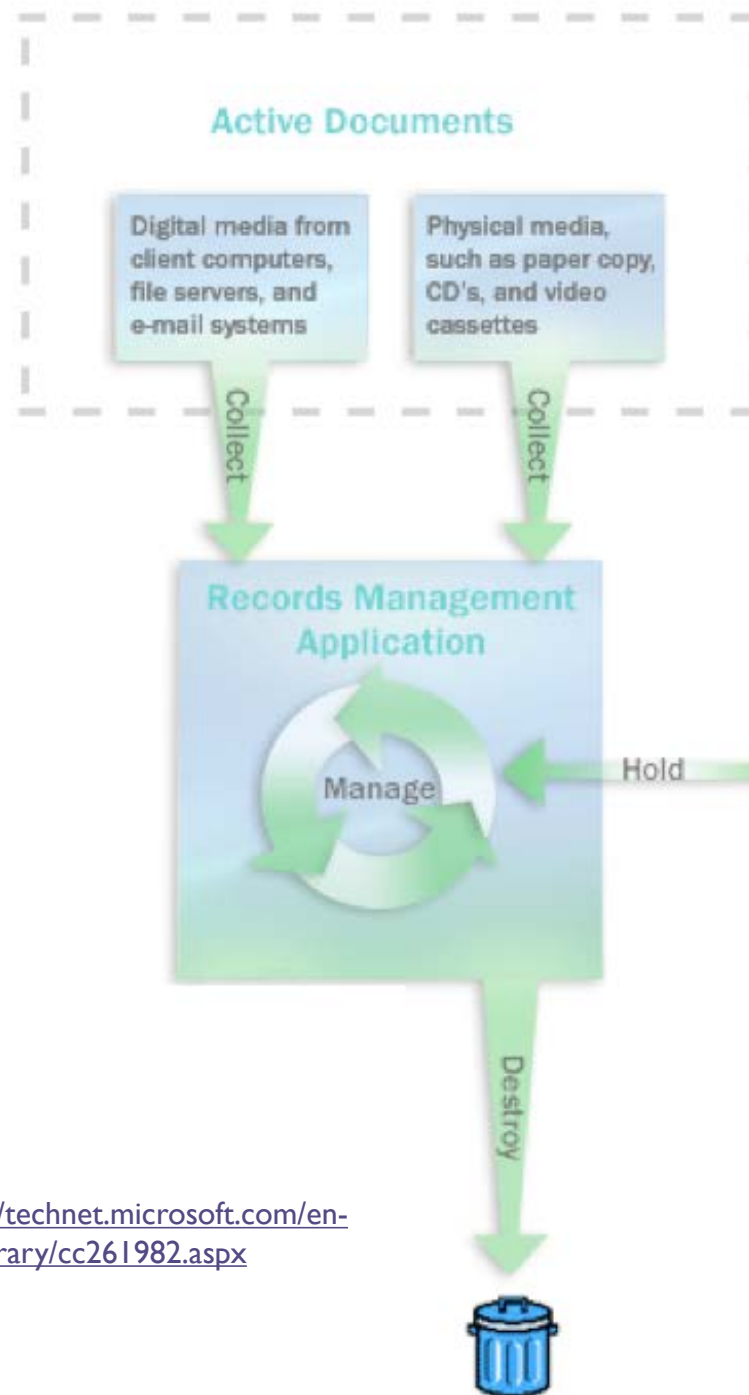 Active Documents
Digital media from
client computers,
file servers, and
e-mail systems
Physical media,
such as paper copy,
CD's, and video
cassettes
Collect
Collect
Records Management
Application
Manage
Hold
Destroy
/technet.microsoft.com/en-
rary/cc261982.aspx